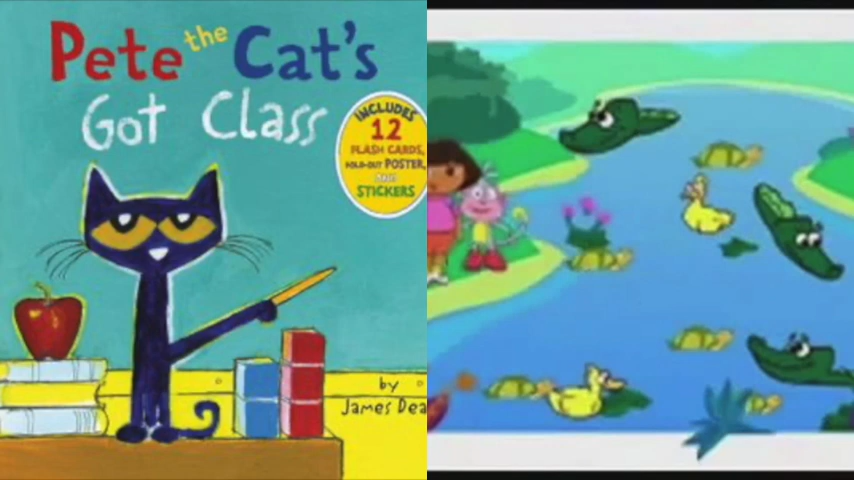 Pete the Cat's
Got Class
INCLUDES
12
FLASH CARDS,
FOLD-OUT POSTER,
AND
STICKERS
by
James Dea